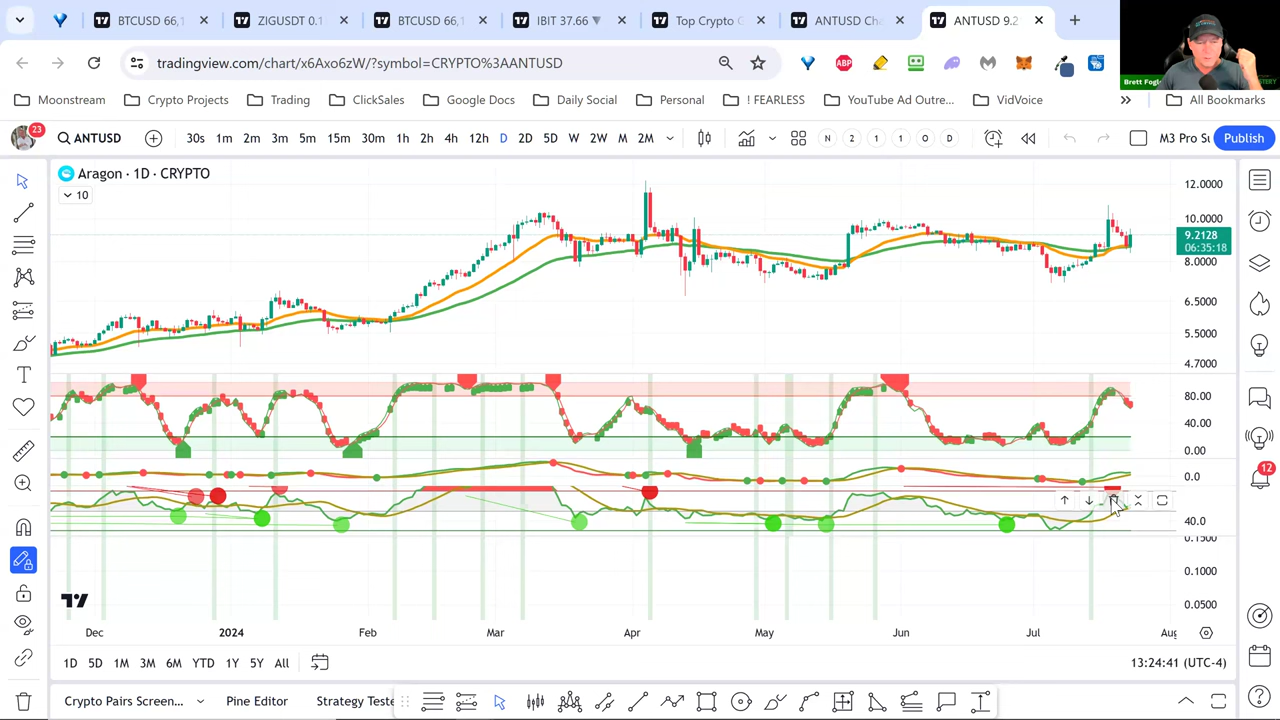 BTCUSD 66,1
ZIGUSDT 0.1
BTCUSD 66,1
IBIT 37.66 ▼
Top Crypto G
ANTUSD Cha
ANTUSD 9.2
tradingview.com/chart/x6Axo6zW/?symbol=CRYPTO%3AANTUSD
ABP
Brett Fogle
Moonstream
Crypto Projects
Trading
ClickSales
Google Docs
Daily Social
Personal
! FEARLESS
YouTube Ad Outre...
VidVoice
All Bookmarks
23
ANTUSD
30s 1m 2m 3m 5m 15m 30m 1h 2h 4h 12h D 2D 5D W 2W M 2M
N 2 1 1 O D
M3 Pro Su
Publish
Aragon · 1D · CRYPTO
10
12.0000
10.0000
9.2128
06:35:18
8.0000
6.5000
5.5000
4.7000
80.00
40.00
0.00
0.0
40.0
0.1500
0.1000
0.0500
12
Dec 2024 Feb Mar Apr May Jun Jul Aug
1D 5D 1M 3M 6M YTD 1Y 5Y All
13:24:41 (UTC-4)
Crypto Pairs Screen...
Pine Editor
Strategy Teste